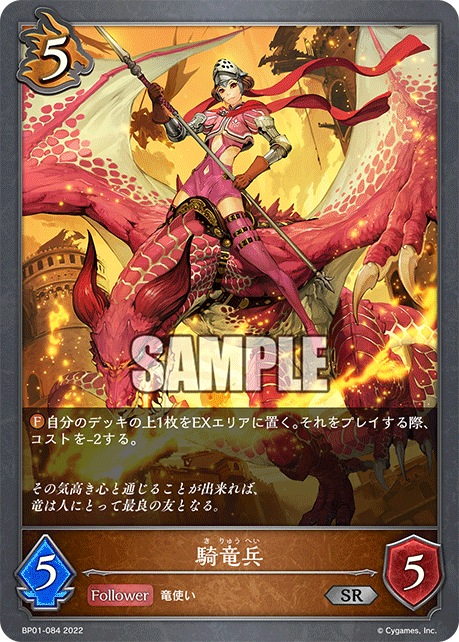 5
SAMPLE
Ⓕ自分のデッキの上1枚をEXエリアに置く。それをプレイする際、
コストを-2する。
その気高き心と通じることが出来れば、
竜は人にとって最良の友となる。
き りゅう へい
騎竜兵
5
Follower 竜使い
SR
5
BP01-084 2022
© Cygames, Inc.